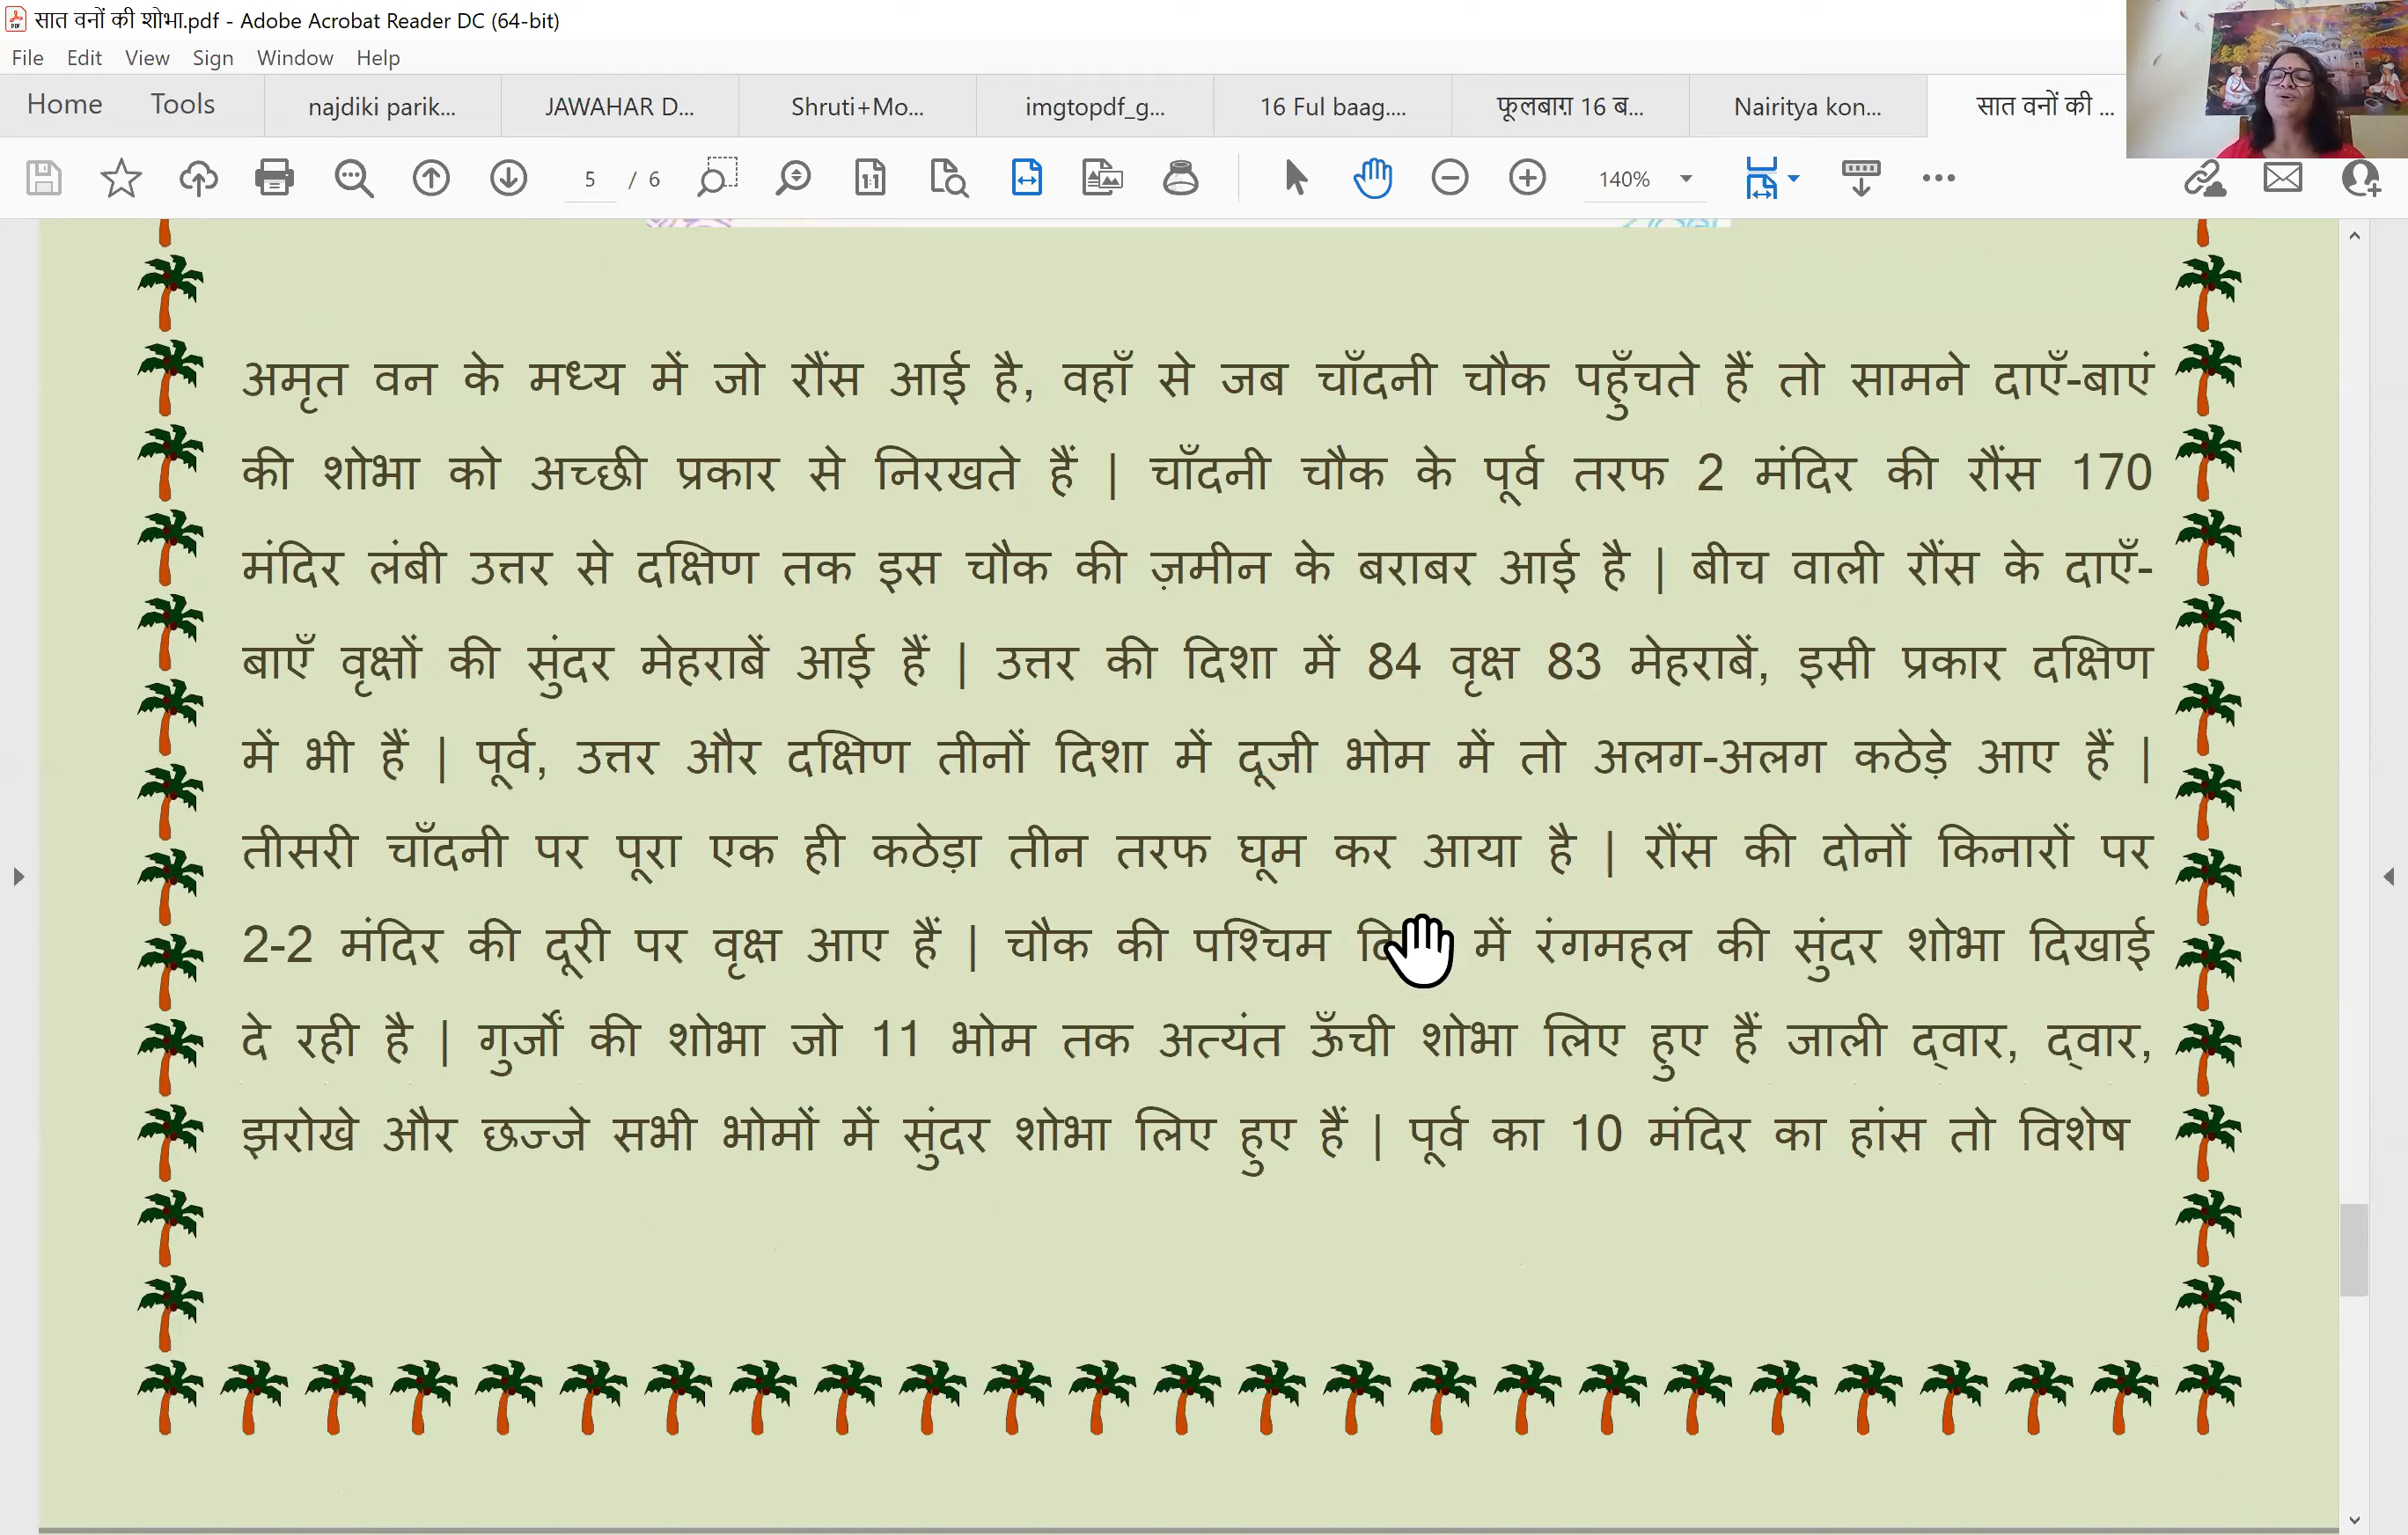 सात वनों की शोभा.pdf - Adobe Acrobat Reader DC (64-bit)
File Edit View Sign Window Help
Home Tools najdiki parik... JAWAHAR D... Shruti+Mo... imgtopdf_g... 16 Ful baag.... फूलबाग़ 16 ब... Nairitya kon... सात वनों की ...
5 / 6 140%
अमृत वन के मध्य में जो रौंस आई है, वहाँ से जब चाँदनी चौक पहुँचते हैं तो सामने दाएँ-बाएं
की शोभा को अच्छी प्रकार से निरखते हैं | चाँदनी चौक के पूर्व तरफ 2 मंदिर की रौंस 170
मंदिर लंबी उत्तर से दक्षिण तक इस चौक की ज़मीन के बराबर आई है | बीच वाली रौंस के दाएँ-
बाएँ वृक्षों की सुंदर मेहराबें आई हैं | उत्तर की दिशा में 84 वृक्ष 83 मेहराबें, इसी प्रकार दक्षिण
में भी हैं | पूर्व, उत्तर और दक्षिण तीनों दिशा में दूजी भोम में तो अलग-अलग कठेड़े आए हैं |
तीसरी चाँदनी पर पूरा एक ही कठेड़ा तीन तरफ घूम कर आया है | रौंस की दोनों किनारों पर
2-2 मंदिर की दूरी पर वृक्ष आए हैं | चौक की पश्चिम में रंगमहल की सुंदर शोभा दिखाई
दे रही है | गुर्जों की शोभा जो 11 भोम तक अत्यंत ऊँची शोभा लिए हुए हैं जाली द्वार, द्वार,
झरोखे और छज्जे सभी भोमों में सुंदर शोभा लिए हुए हैं | पूर्व का 10 मंदिर का हांस तो विशेष